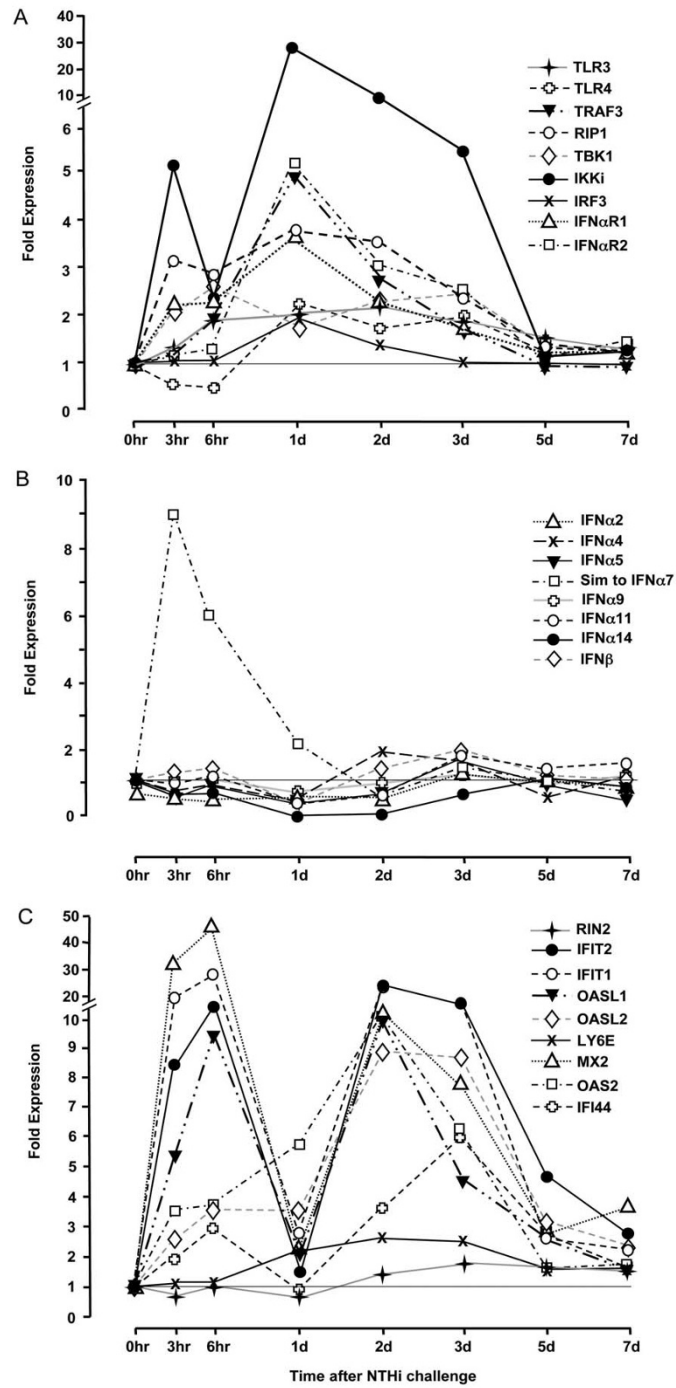 A
40
30
20
10
6
5
4
3
2
1
0
Fold Expression
TLR3
TLR4
TRAF3
RIP1
TBK1
IKKi
IRF3
IFNαR1
IFNαR2
0hr 3hr 6hr 1d 2d 3d 5d 7d
B
10
8
6
4
2
1
0
Fold Expression
IFNα2
IFNα4
IFNα5
Sim to IFNα7
IFNα9
IFNα11
IFNα14
IFNβ
0hr 3hr 6hr 1d 2d 3d 5d 7d
C
50
40
30
20
10
9
8
7
6
5
4
3
2
1
0
Fold Expression
RIN2
IFIT2
IFIT1
OASL1
OASL2
LY6E
MX2
OAS2
IFI44
0hr 3hr 6hr 1d 2d 3d 5d 7d
Time after NTHi challenge